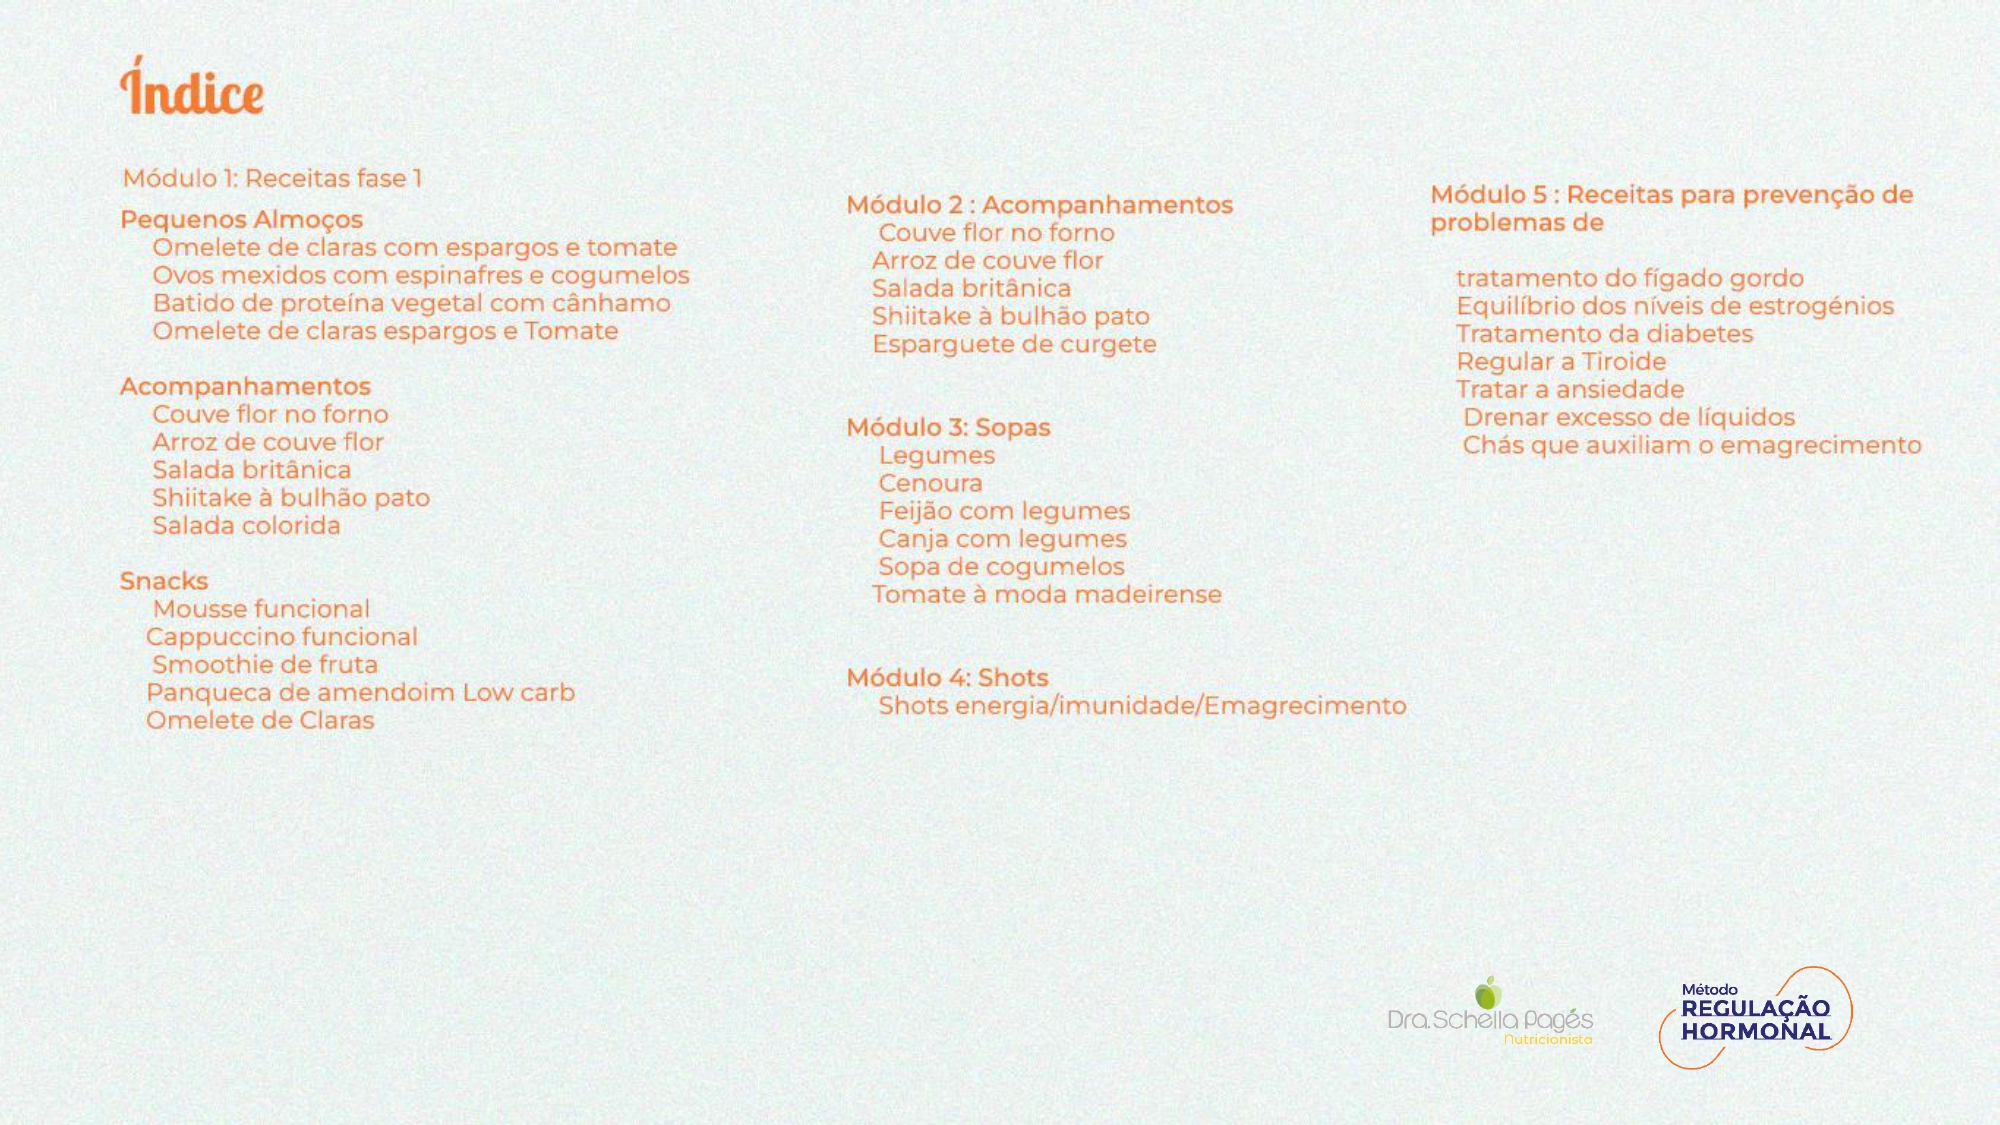 Índice
Módulo 1: Receitas fase 1
Pequenos Almoços
Omelete de claras com espargos e tomate
Ovos mexidos com espinafres e cogumelos
Batido de proteína vegetal com cânhamo
Omelete de claras espargos e Tomate
Acompanhamentos
Couve flor no forno
Arroz de couve flor
Salada britânica
Shiitake à bulhão pato
Salada colorida
Snacks
Mousse funcional
Cappuccino funcional
Smoothie de fruta
Panqueca de amendoim Low carb
Omelete de Claras
Módulo 2 : Acompanhamentos
Couve flor no forno
Arroz de couve flor
Salada britânica
Shiitake à bulhão pato
Esparguete de curgete
Módulo 3: Sopas
Legumes
Cenoura
Feijão com legumes
Canja com legumes
Sopa de cogumelos
Tomate à moda madeirense
Módulo 4: Shots
Shots energia/imunidade/Emagrecimento
Módulo 5 : Receitas para prevenção de
problemas de
tratamento do fígado gordo
Equilíbrio dos níveis de estrogénios
Tratamento da diabetes
Regular a Tiroide
Tratar a ansiedade
Drenar excesso de líquidos
Chás que auxiliam o emagrecimento
Dra.Scheila Pagés
Nutricionista
Método
REGULAÇÃO
HORMONAL